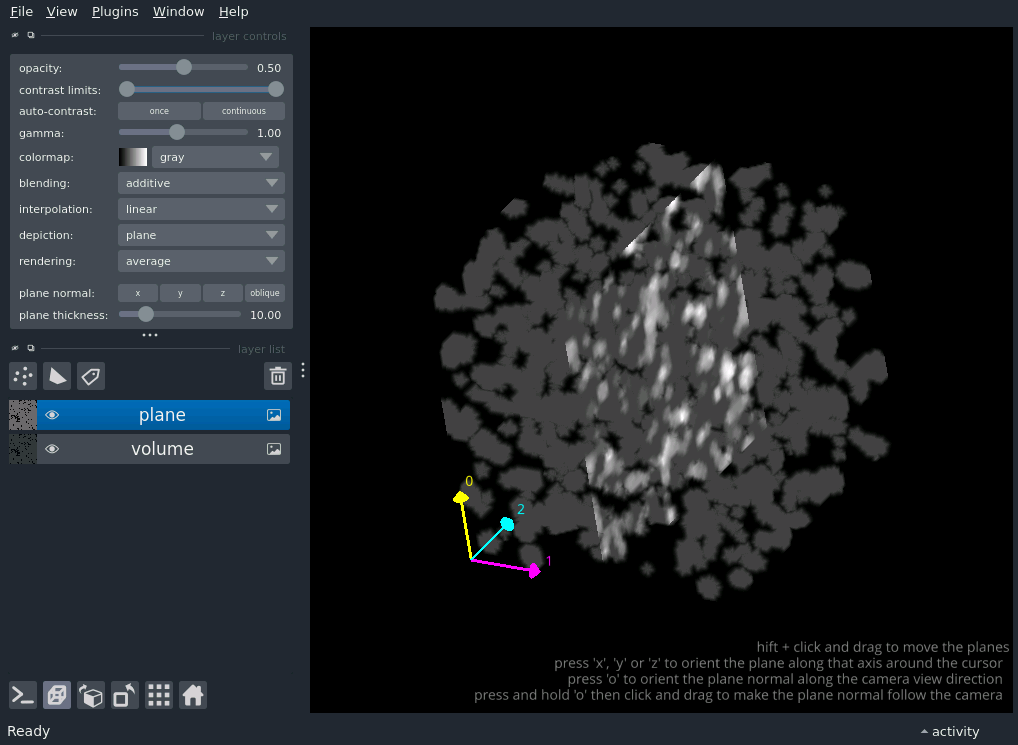 File View Plugins Window Help
layer controls
opacity: 0.50
contrast limits:
auto-contrast: once continuous
gamma: 1.00
colormap: gray
blending: additive
interpolation: linear
depiction: plane
rendering: average
plane normal: x y z oblique
plane thickness: 10.00
layer list
plane
volume
0
2
1
hift + click and drag to move the planes
press 'x', 'y' or 'z' to orient the plane along that axis around the cursor
press 'o' to orient the plane normal along the camera view direction
press and hold 'o' then click and drag to make the plane normal follow the camera
Ready activity